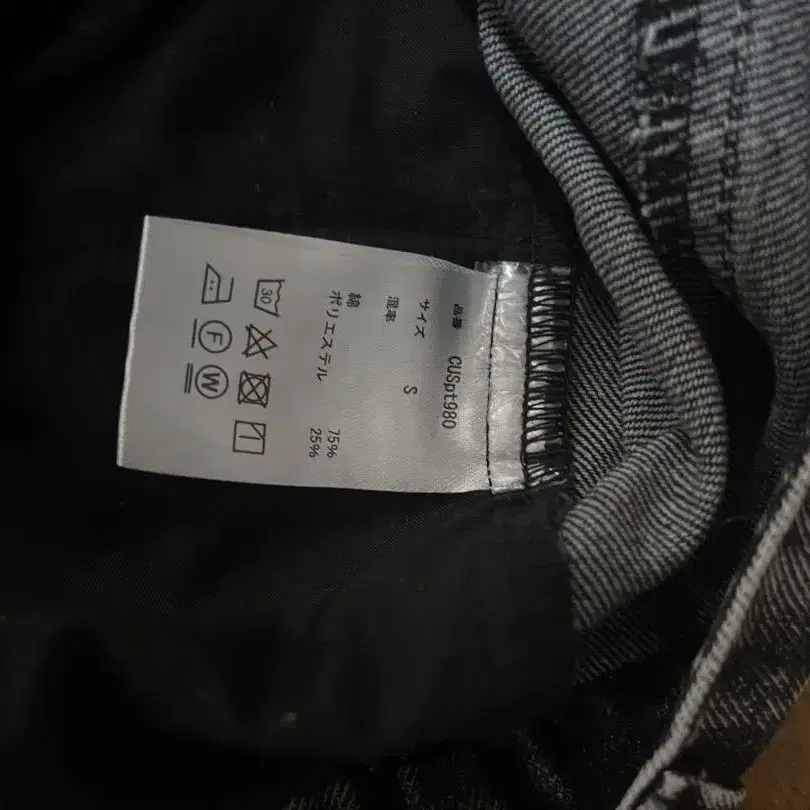 品番 CUSpt980
サイズ S
混率
綿 75%
ポリエステル 25%
30
F
W